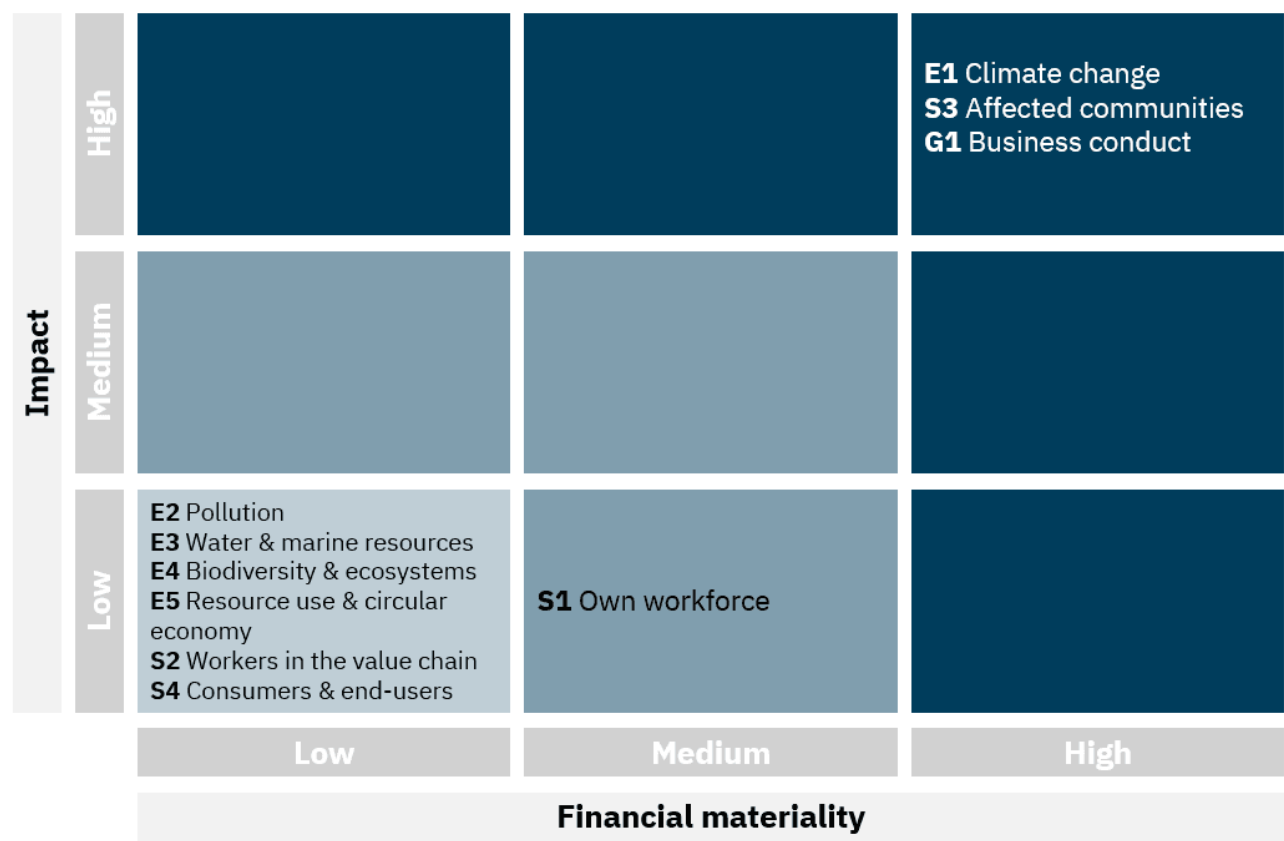 Impact
High
E1 Climate change
S3 Affected communities
G1 Business conduct
Medium
Low
E2 Pollution
E3 Water & marine resources
E4 Biodiversity & ecosystems
E5 Resource use & circular
economy
S2 Workers in the value chain
S4 Consumers & end-users
S1 Own workforce
Low
Medium
High
Financial materiality